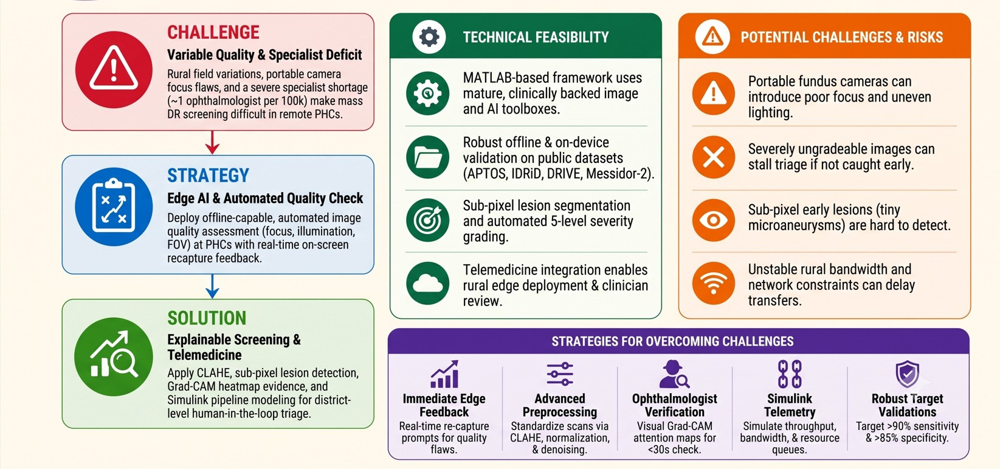 CHALLENGE
Variable Quality & Specialist Deficit
Rural field variations, portable camera
focus flaws, and a severe specialist shortage
(~1 ophthalmologist per 100k) make mass
DR screening difficult in remote PHCs.
STRATEGY
Edge AI & Automated Quality Check
Deploy offline-capable, automated image
quality assessment (focus, illumination,
FOV) at PHCs with real-time on-screen
recapture feedback.
SOLUTION
Explainable Screening &
Telemedicine
Apply CLAHE, sub-pixel lesion detection,
Grad-CAM heatmap evidence, and
Simulink pipeline modeling for district-
level human-in-the-loop triage.
TECHNICAL FEASIBILITY
MATLAB-based framework uses
mature, clinically backed image
and AI toolboxes.
Robust offline & on-device
validation on public datasets
(APTOS, IDRiD, DRIVE, Messidor-2).
Sub-pixel lesion segmentation
and automated 5-level severity
grading.
Telemedicine integration enables
rural edge deployment & clinician
review.
POTENTIAL CHALLENGES & RISKS
Portable fundus cameras can
introduce poor focus and uneven
lighting.
Severely ungradeable images can
stall triage if not caught early.
Sub-pixel early lesions (tiny
microaneurysms) are hard to detect.
Unstable rural bandwidth and
network constraints can delay
transfers.
STRATEGIES FOR OVERCOMING CHALLENGES
Immediate Edge
Feedback
Real-time re-capture
prompts for quality
flaws.
Advanced
Preprocessing
Standardize scans via
CLAHE, normalization,
& denoising.
Ophthalmologist
Verification
Visual Grad-CAM
attention maps for
<30s check.
Simulink
Telemetry
Simulate throughput,
bandwidth, & resource
queues.
Robust Target
Validations
Target >90% sensitivity
& >85% specificity.